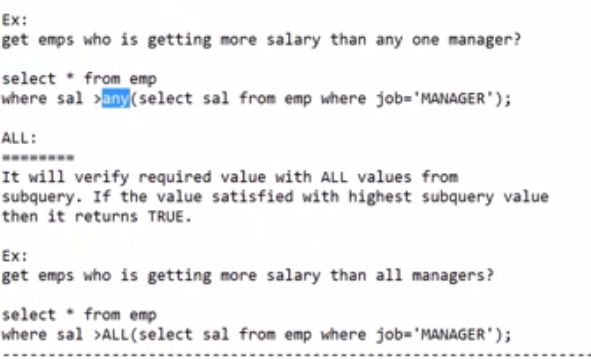 Ex:
get emps who is getting more salary than any one manager?
select * from emp
where sal >any(select sal from emp where job='MANAGER');
ALL:
========
It will verify required value with ALL values from
subquery. If the value satisfied with highest subquery value
then it returns TRUE.
Ex:
get emps who is getting more salary than all managers?
select * from emp
where sal >ALL(select sal from emp where job='MANAGER');
----------------------------------------------------------------